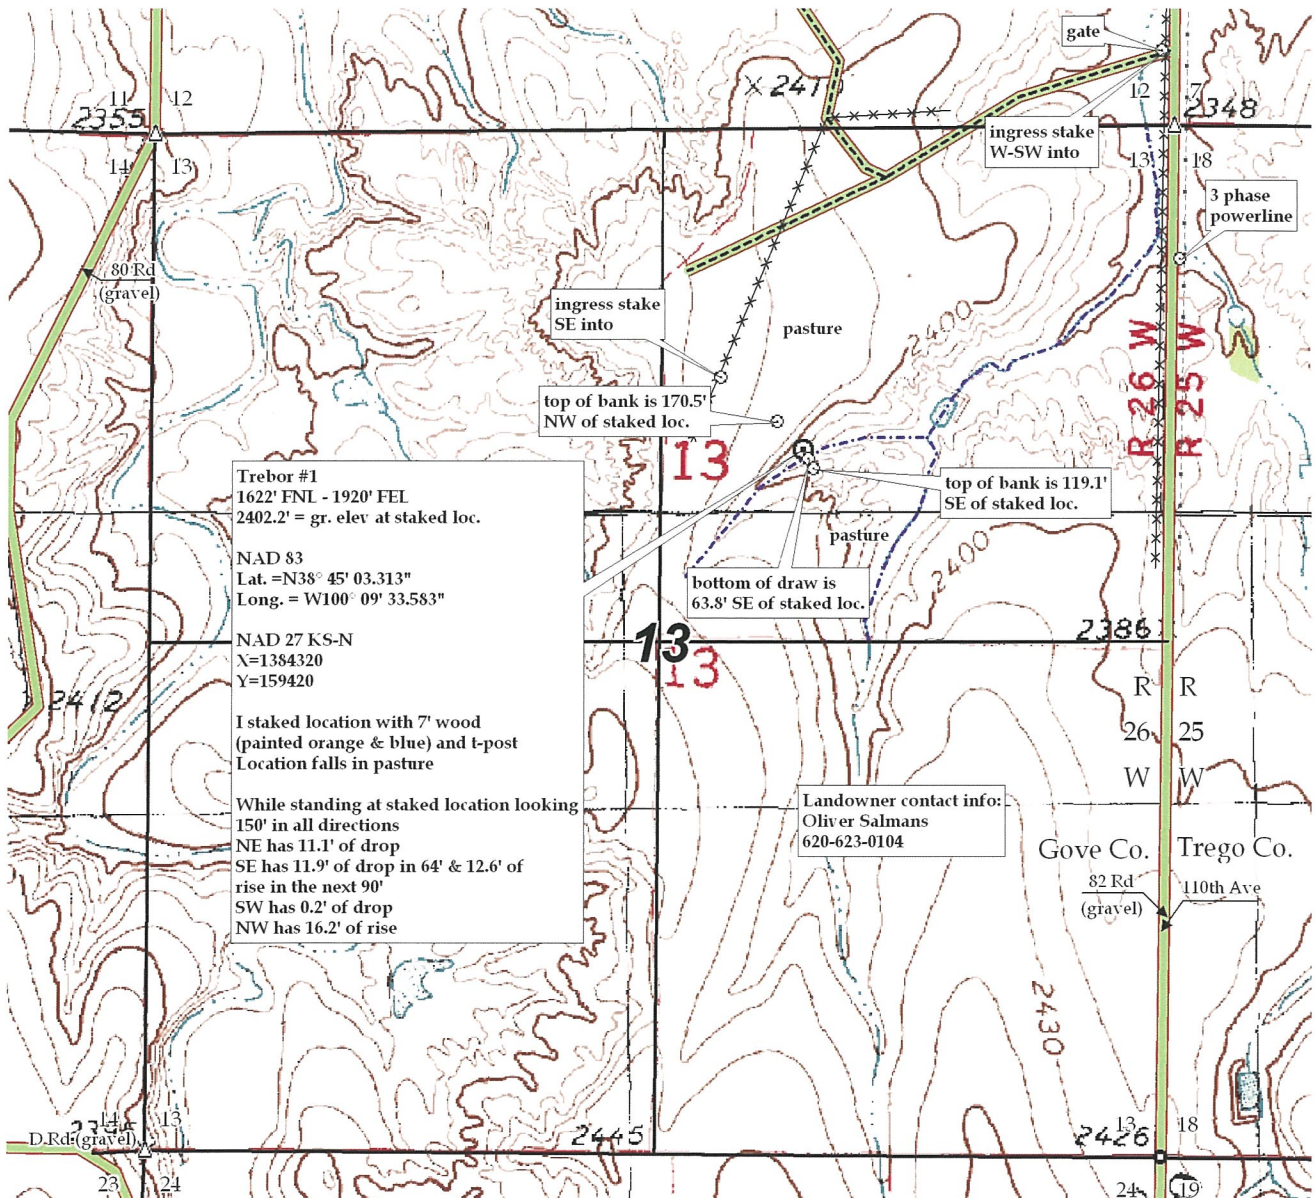 gate
11
12
12
7
2355
2348
ingress stake
W-SW into
14
13
13
18
3 phase
powerline
80 Rd
(gravel)
ingress stake
SE into
pasture
2400
R 26 W
R 25 W
top of bank is 170.5'
NW of staked loc.
13
top of bank is 119.1'
SE of staked loc.
Trebor #1
1622' FNL - 1920' FEL
2402.2' = gr. elev at staked loc.
NAD 83
Lat. =N38° 45' 03.313"
Long. = W100° 09' 33.583"
NAD 27 KS-N
X=1384320
Y=159420
I staked location with 7' wood
(painted orange & blue) and t-post
Location falls in pasture
While standing at staked location looking
150' in all directions
NE has 11.1' of drop
SE has 11.9' of drop in 64' & 12.6' of
rise in the next 90'
SW has 0.2' of drop
NW has 16.2' of rise
pasture
2400
bottom of draw is
63.8' SE of staked loc.
13
13
2386
2412
R
R
26
25
W
W
Landowner contact info:
Oliver Salmans
620-623-0104
Gove Co.
Trego Co.
82 Rd
(gravel)
110th Ave
2430
14
13
D Rd (gravel)
2445
13
18
2426
23
24
24
19